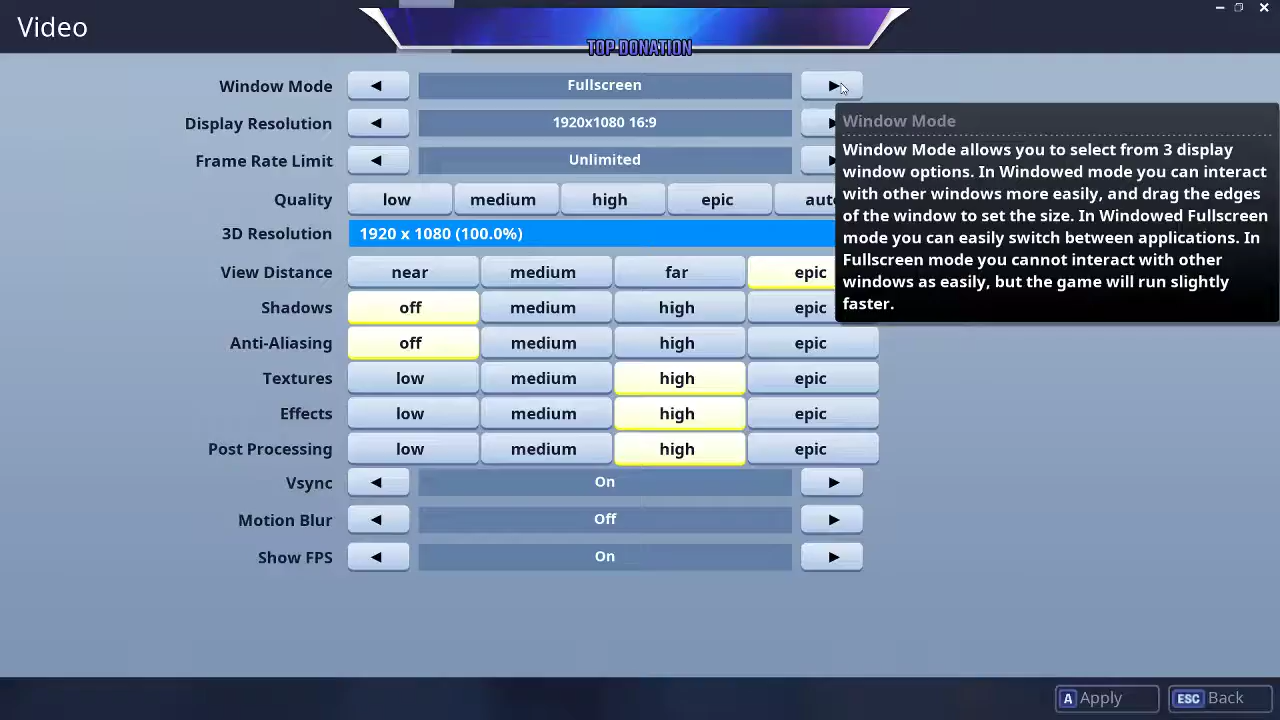 Video
TOP DONATION
Window Mode ◄ Fullscreen ►
Display Resolution ◄ 1920x1080 16:9 ►
Frame Rate Limit ◄ Unlimited ►
Quality low medium high epic aut
3D Resolution 1920 x 1080 (100.0%)
View Distance near medium far epic
Shadows off medium high epic
Anti-Aliasing off medium high epic
Textures low medium high epic
Effects low medium high epic
Post Processing low medium high epic
Vsync ◄ On ►
Motion Blur ◄ Off ►
Show FPS ◄ On ►
Window Mode
Window Mode allows you to select from 3 display
window options. In Windowed mode you can interact
with other windows more easily, and drag the edges
of the window to set the size. In Windowed Fullscreen
mode you can easily switch between applications. In
Fullscreen mode you cannot interact with other
windows as easily, but the game will run slightly
faster.
A Apply ESC Back